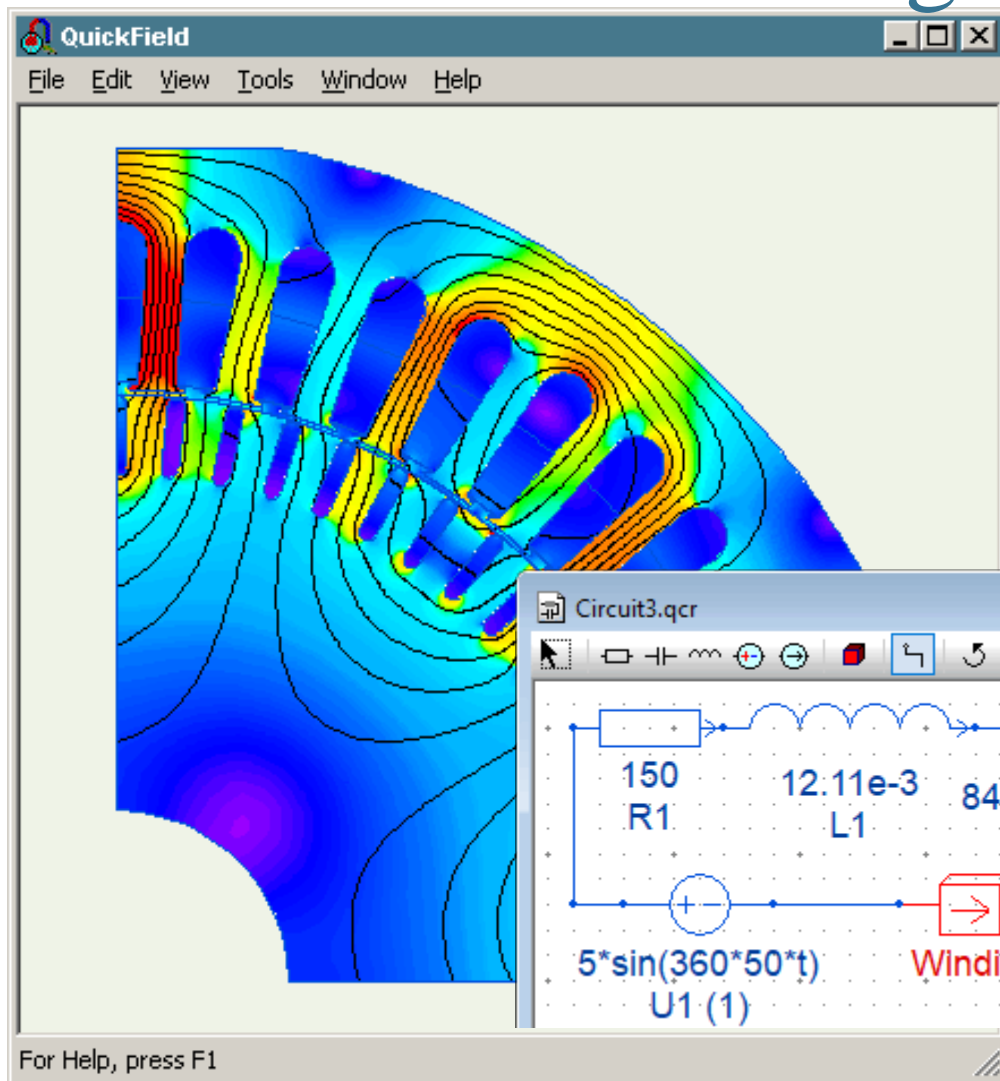 QuickField
File Edit View Tools Window Help
Circuit3.qcr
150
R1
12.11e-3
L1
84
5*sin(360*50*t)
U1 (1)
For Help, press F1